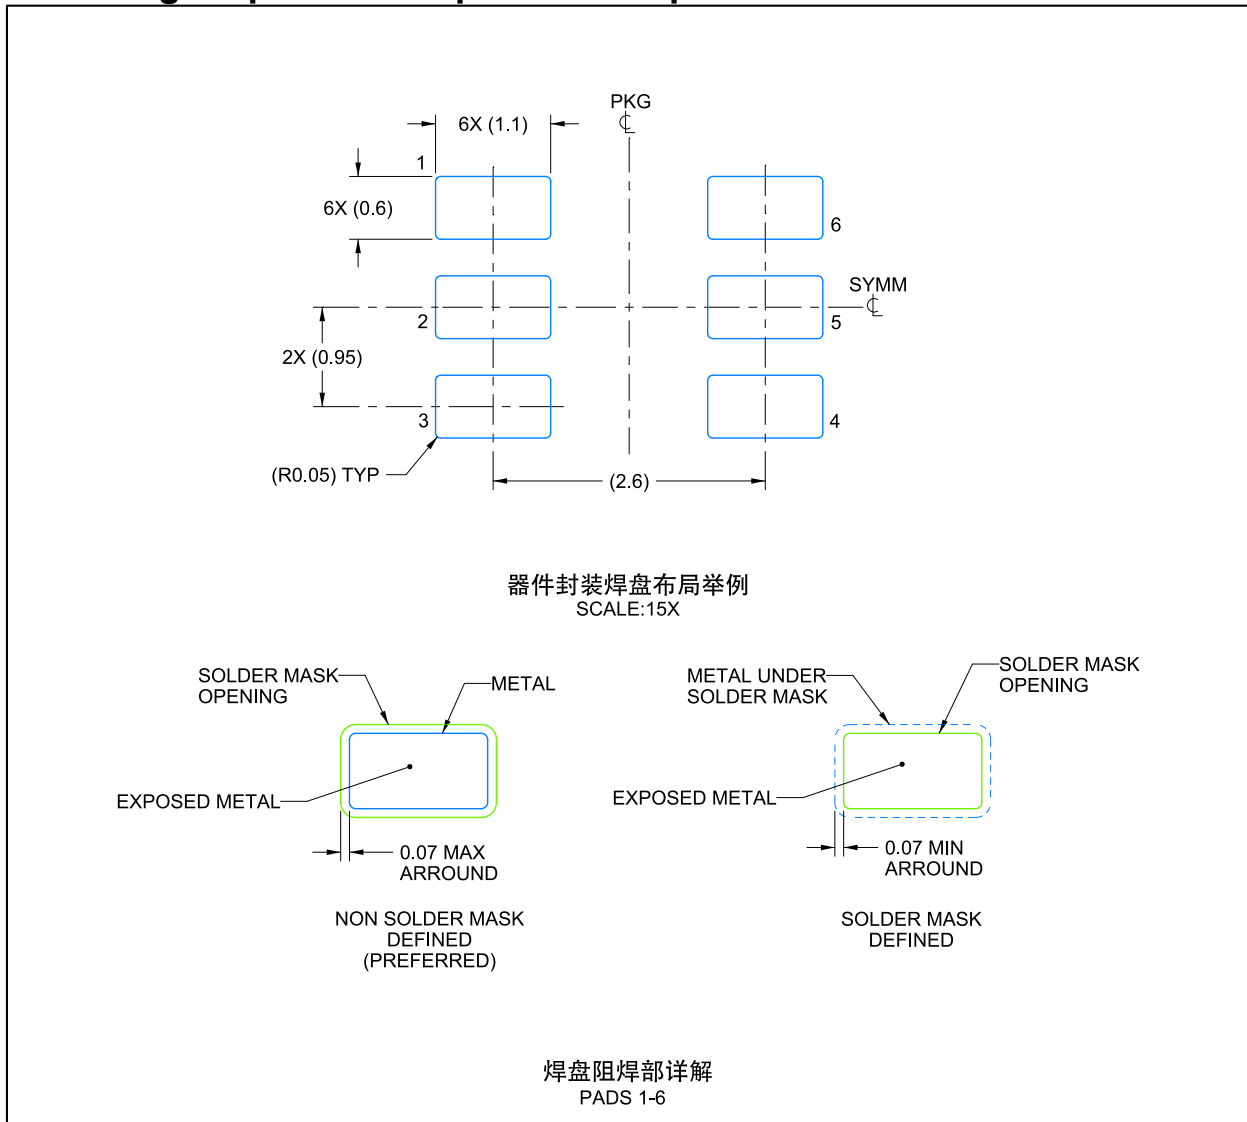 PKG
6X (1.1)
1
6X (0.6)
6
SYMM
2
5
2X (0.95)
3
4
(R0.05) TYP
(2.6)
器件封装焊盘布局举例
SCALE:15X
SOLDER MASK
OPENING
METAL
EXPOSED METAL
0.07 MAX
ARROUND
NON SOLDER MASK
DEFINED
(PREFERRED)
METAL UNDER
SOLDER MASK
SOLDER MASK
OPENING
EXPOSED METAL
0.07 MIN
ARROUND
SOLDER MASK
DEFINED
焊盘阻焊部详解
PADS 1-6